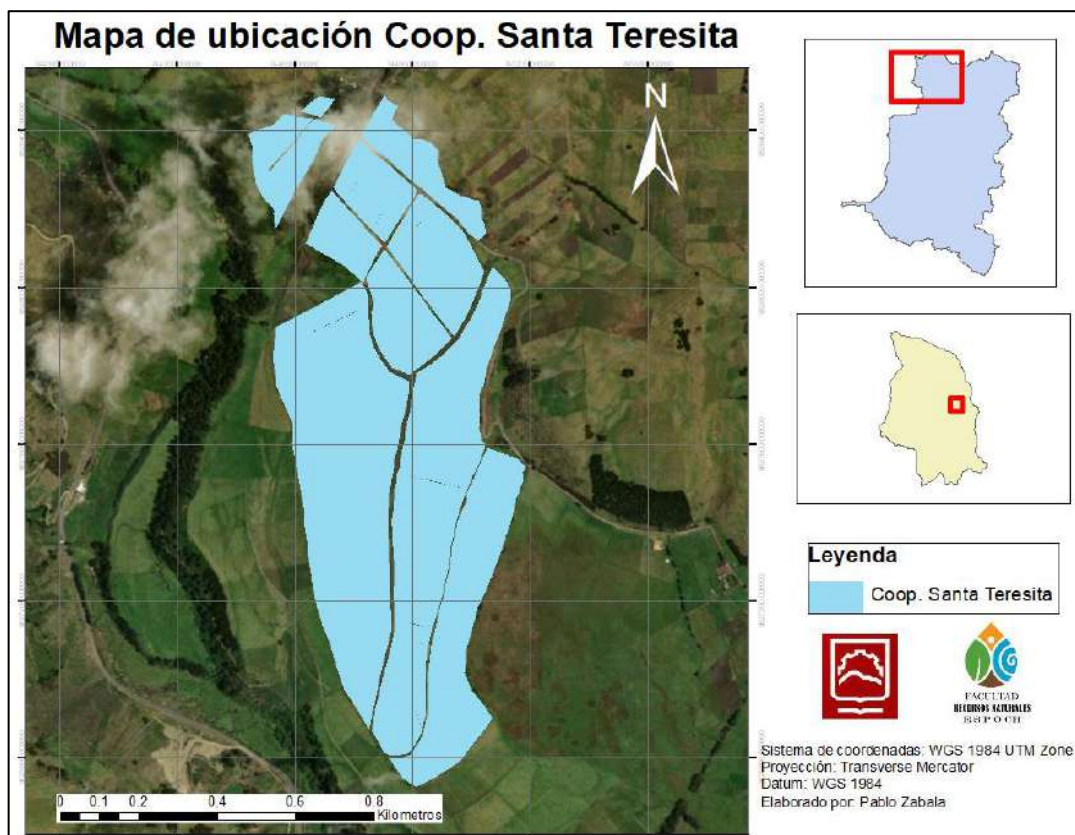 Mapa de ubicación Coop. Santa Teresita
N
Leyenda
Coop. Santa Teresita
FACULTAD
RECURSOS NATURALES
ESPOCH
Sistema de coordenadas: WGS 1984 UTM Zone
Proyección: Transverse Mercator
Datum: WGS 1984
Elaborado por: Pablo Zabala
0 0.1 0.2 0.4 0.6 0.8
Kilometros